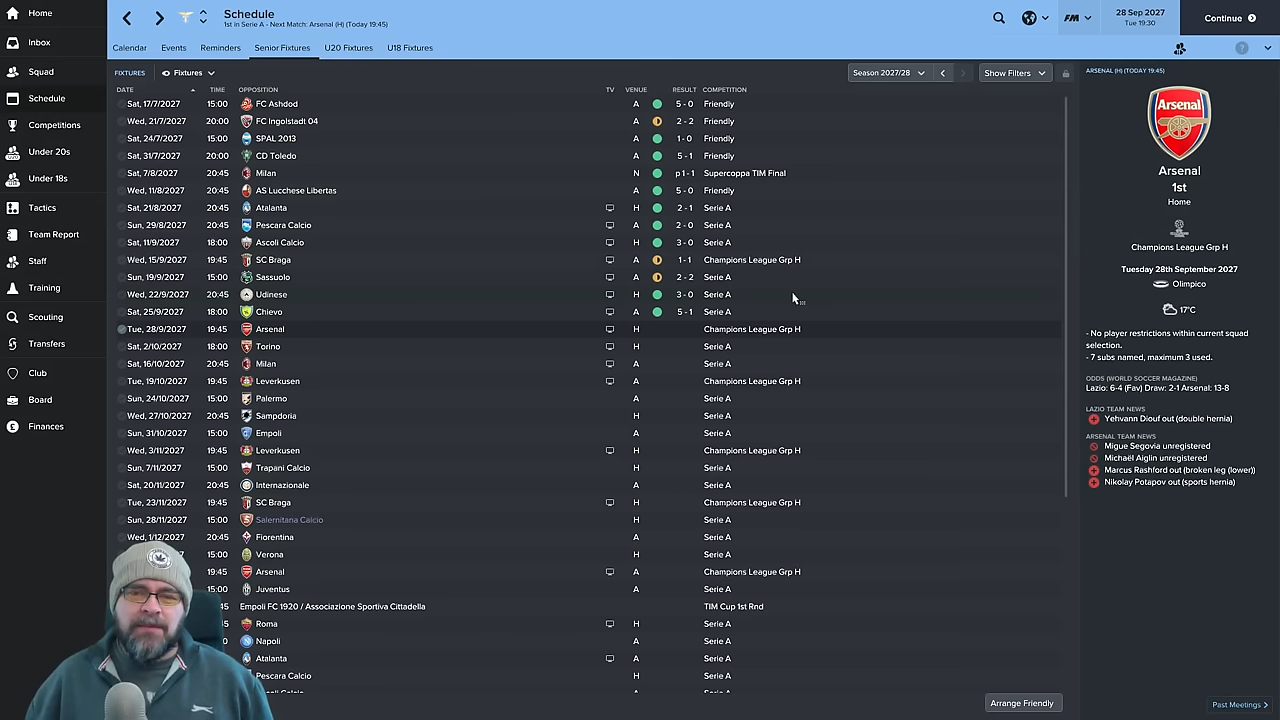 Home
Inbox
Squad
Schedule
Competitions
Under 20s
Under 18s
Tactics
Team Report
Staff
Training
Scouting
Transfers
Club
Board
Finances
Schedule
1st in Serie A - Next Match: Arsenal (H) (Today 19:45)
FM
28 Sep 2027
Tue 19:30
Continue
Calendar Events Reminders Senior Fixtures U20 Fixtures U18 Fixtures
FIXTURES Fixtures Season 2027/28 Show Filters
DATE TIME OPPOSITION TV VENUE RESULT COMPETITION
Sat, 17/7/2027 15:00 FC Ashdod A 5 - 0 Friendly
Wed, 21/7/2027 20:00 FC Ingolstadt 04 A 2 - 2 Friendly
Sat, 24/7/2027 15:00 SPAL 2013 A 1 - 0 Friendly
Sat, 31/7/2027 20:00 CD Toledo A 5 - 1 Friendly
Sat, 7/8/2027 20:45 Milan N p 1 - 1 Supercoppa TIM Final
Wed, 11/8/2027 20:45 AS Lucchese Libertas A 5 - 0 Friendly
Sat, 21/8/2027 20:45 Atalanta H 2 - 1 Serie A
Sun, 29/8/2027 20:45 Pescara Calcio A 2 - 0 Serie A
Sat, 11/9/2027 18:00 Ascoli Calcio H 3 - 0 Serie A
Wed, 15/9/2027 19:45 SC Braga A 1 - 1 Champions League Grp H
Sun, 19/9/2027 15:00 Sassuolo A 2 - 2 Serie A
Wed, 22/9/2027 20:45 Udinese H 3 - 0 Serie A
Sat, 25/9/2027 18:00 Chievo A 5 - 1 Serie A
Tue, 28/9/2027 19:45 Arsenal H Champions League Grp H
Sat, 2/10/2027 18:00 Torino H Serie A
Sat, 16/10/2027 20:45 Milan A Serie A
Tue, 19/10/2027 19:45 Leverkusen A Champions League Grp H
Sun, 24/10/2027 15:00 Palermo A Serie A
Wed, 27/10/2027 20:45 Sampdoria H Serie A
Sun, 31/10/2027 15:00 Empoli A Serie A
Wed, 3/11/2027 19:45 Leverkusen H Champions League Grp H
Sun, 7/11/2027 15:00 Trapani Calcio H Serie A
Sat, 20/11/2027 20:45 Internazionale A Serie A
Tue, 23/11/2027 19:45 SC Braga H Champions League Grp H
Sun, 28/11/2027 15:00 Salernitana Calcio H Serie A
Wed, 1/12/2027 20:45 Fiorentina A Serie A
/2027 15:00 Verona H Serie A
19:45 Arsenal A Champions League Grp H
15:00 Juventus A Serie A
45 Empoli FC 1920 / Associazione Sportiva Cittadella TIM Cup 1st Rnd
Roma H Serie A
Napoli A Serie A
Atalanta A Serie A
Pescara Calcio H Serie A
Arrange Friendly
ARSENAL (H) (TODAY 19:45)
Arsenal
Arsenal
1st
Home
Champions League Grp H
Tuesday 28th September 2027
Olimpico
17°C
- No player restrictions within current squad
selection.
- 7 subs named, maximum 3 used.
ODDS (WORLD SOCCER MAGAZINE)
Lazio: 6-4 (Fav) Draw: 2-1 Arsenal: 13-8
LAZIO TEAM NEWS
Yehvann Diouf out (double hernia)
ARSENAL TEAM NEWS
Migue Segovia unregistered
Michaël Aiglin unregistered
Marcus Rashford out (broken leg (lower))
Nikolay Potapov out (sports hernia)
Past Meetings